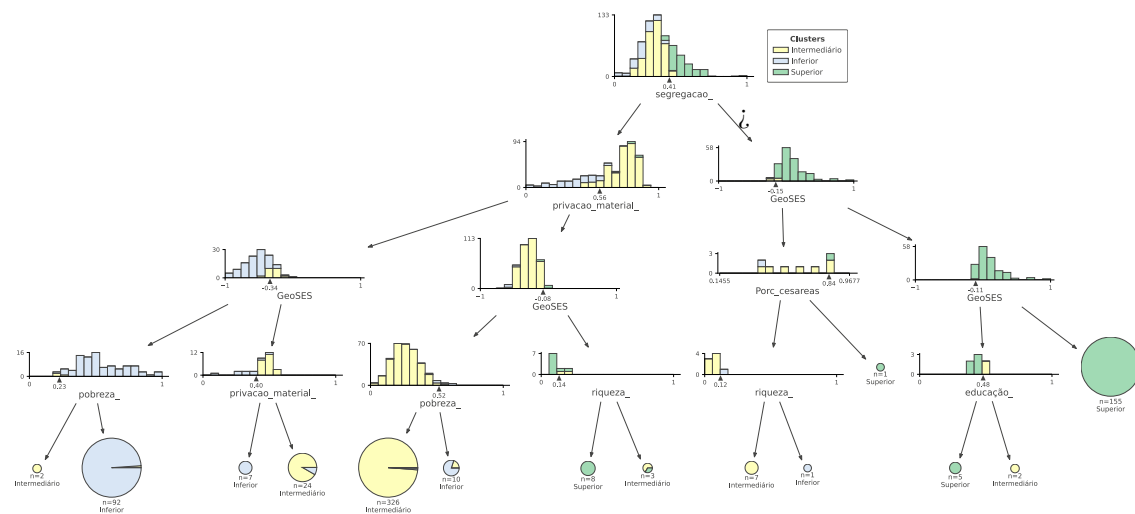 133
0
0
0.41
1
segregacao_
Clusters
Intermediário
Inferior
Superior
¿
94
0
0
0.56
1
privacao_material_
58
0
−1
-0.15
1
GeoSES
30
0
−1
-0.34
1
GeoSES
113
0
−1
-0.08
1
GeoSES
3
0
0.1455
0.84
0.9677
Porc_cesareas
58
0
−1
-0.11
1
GeoSES
16
0
0
0.23
1
pobreza_
12
0
0
0.40
1
privacao_material_
70
0
0
0.52
1
pobreza_
7
0
0
0.14
1
riqueza_
4
0
0
0.12
1
riqueza_
n=1
Superior
3
0
0
0.48
1
educação_
n=155
Superior
n=2
Intermediário
n=92
Inferior
n=7
Inferior
n=24
Intermediário
n=326
Intermediário
n=10
Inferior
n=8
Superior
n=3
Intermediário
n=7
Intermediário
n=1
Inferior
n=5
Superior
n=2
Intermediário